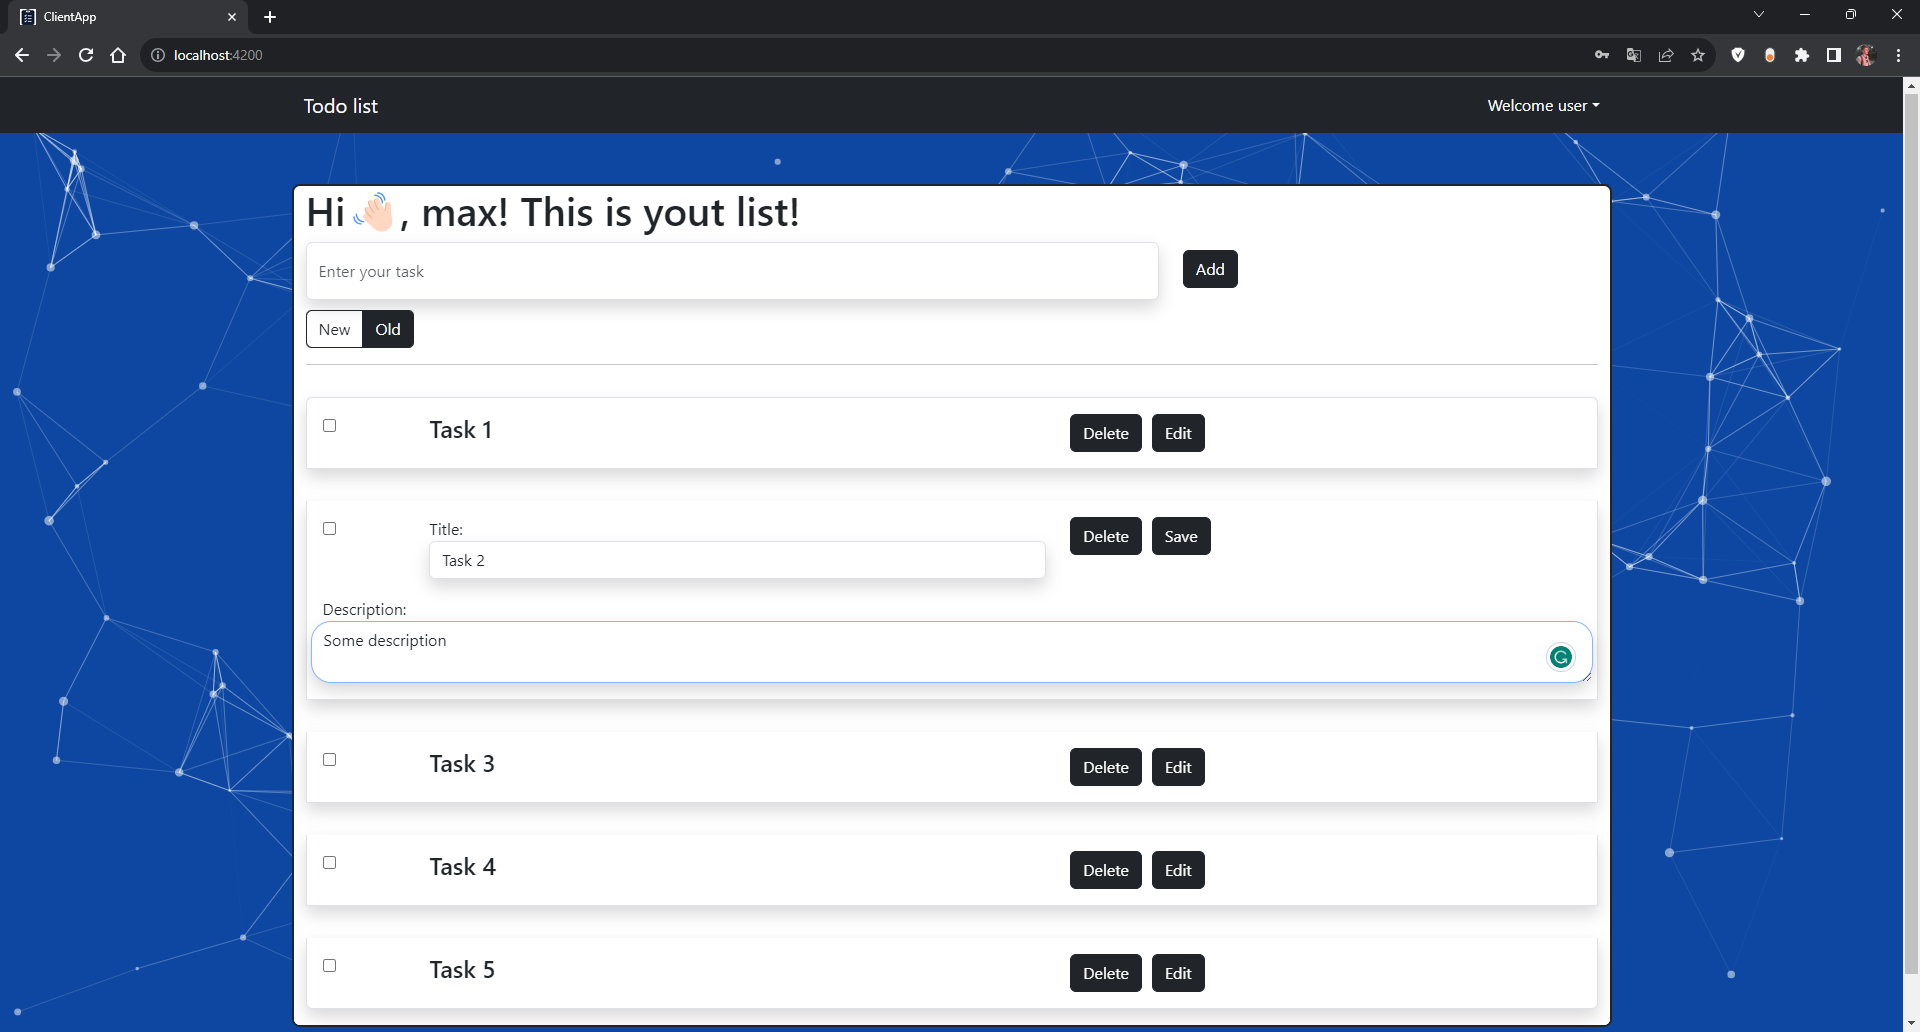 ClientApp
localhost:4200
Todo list
Welcome user
Hi👋, max! This is yout list!
Enter your task
Add
New Old
Task 1
Delete Edit
Title:
Task 2
Delete Save
Description:
Some description
Task 3
Delete Edit
Task 4
Delete Edit
Task 5
Delete Edit